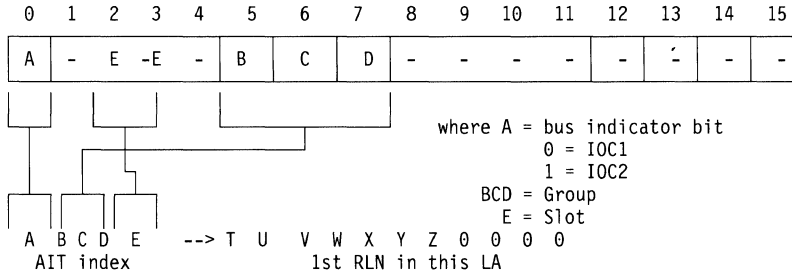 0 1 2 3 4 5 6 7 8 9 10 11 12 13 14 15
A - E -E - B C D - - - - - - - -
where A = bus indicator bit
0 = IOC1
1 = IOC2
BCD = Group
E = Slot
A B C D E --> T U V W X Y Z 0 0 0 0
AIT index 1st RLN in this LA